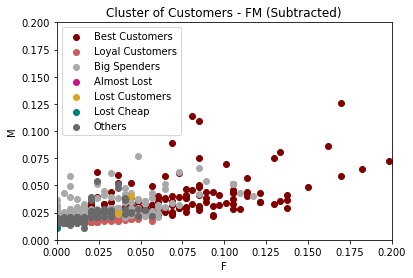 Cluster of Customers - FM (Subtracted)
0.200
0.175
0.150
0.125
0.100
0.075
0.050
0.025
0.000
M
Best Customers
Loyal Customers
Big Spenders
Almost Lost
Lost Customers
Lost Cheap
Others
0.000 0.025 0.050 0.075 0.100 0.125 0.150 0.175 0.200
F